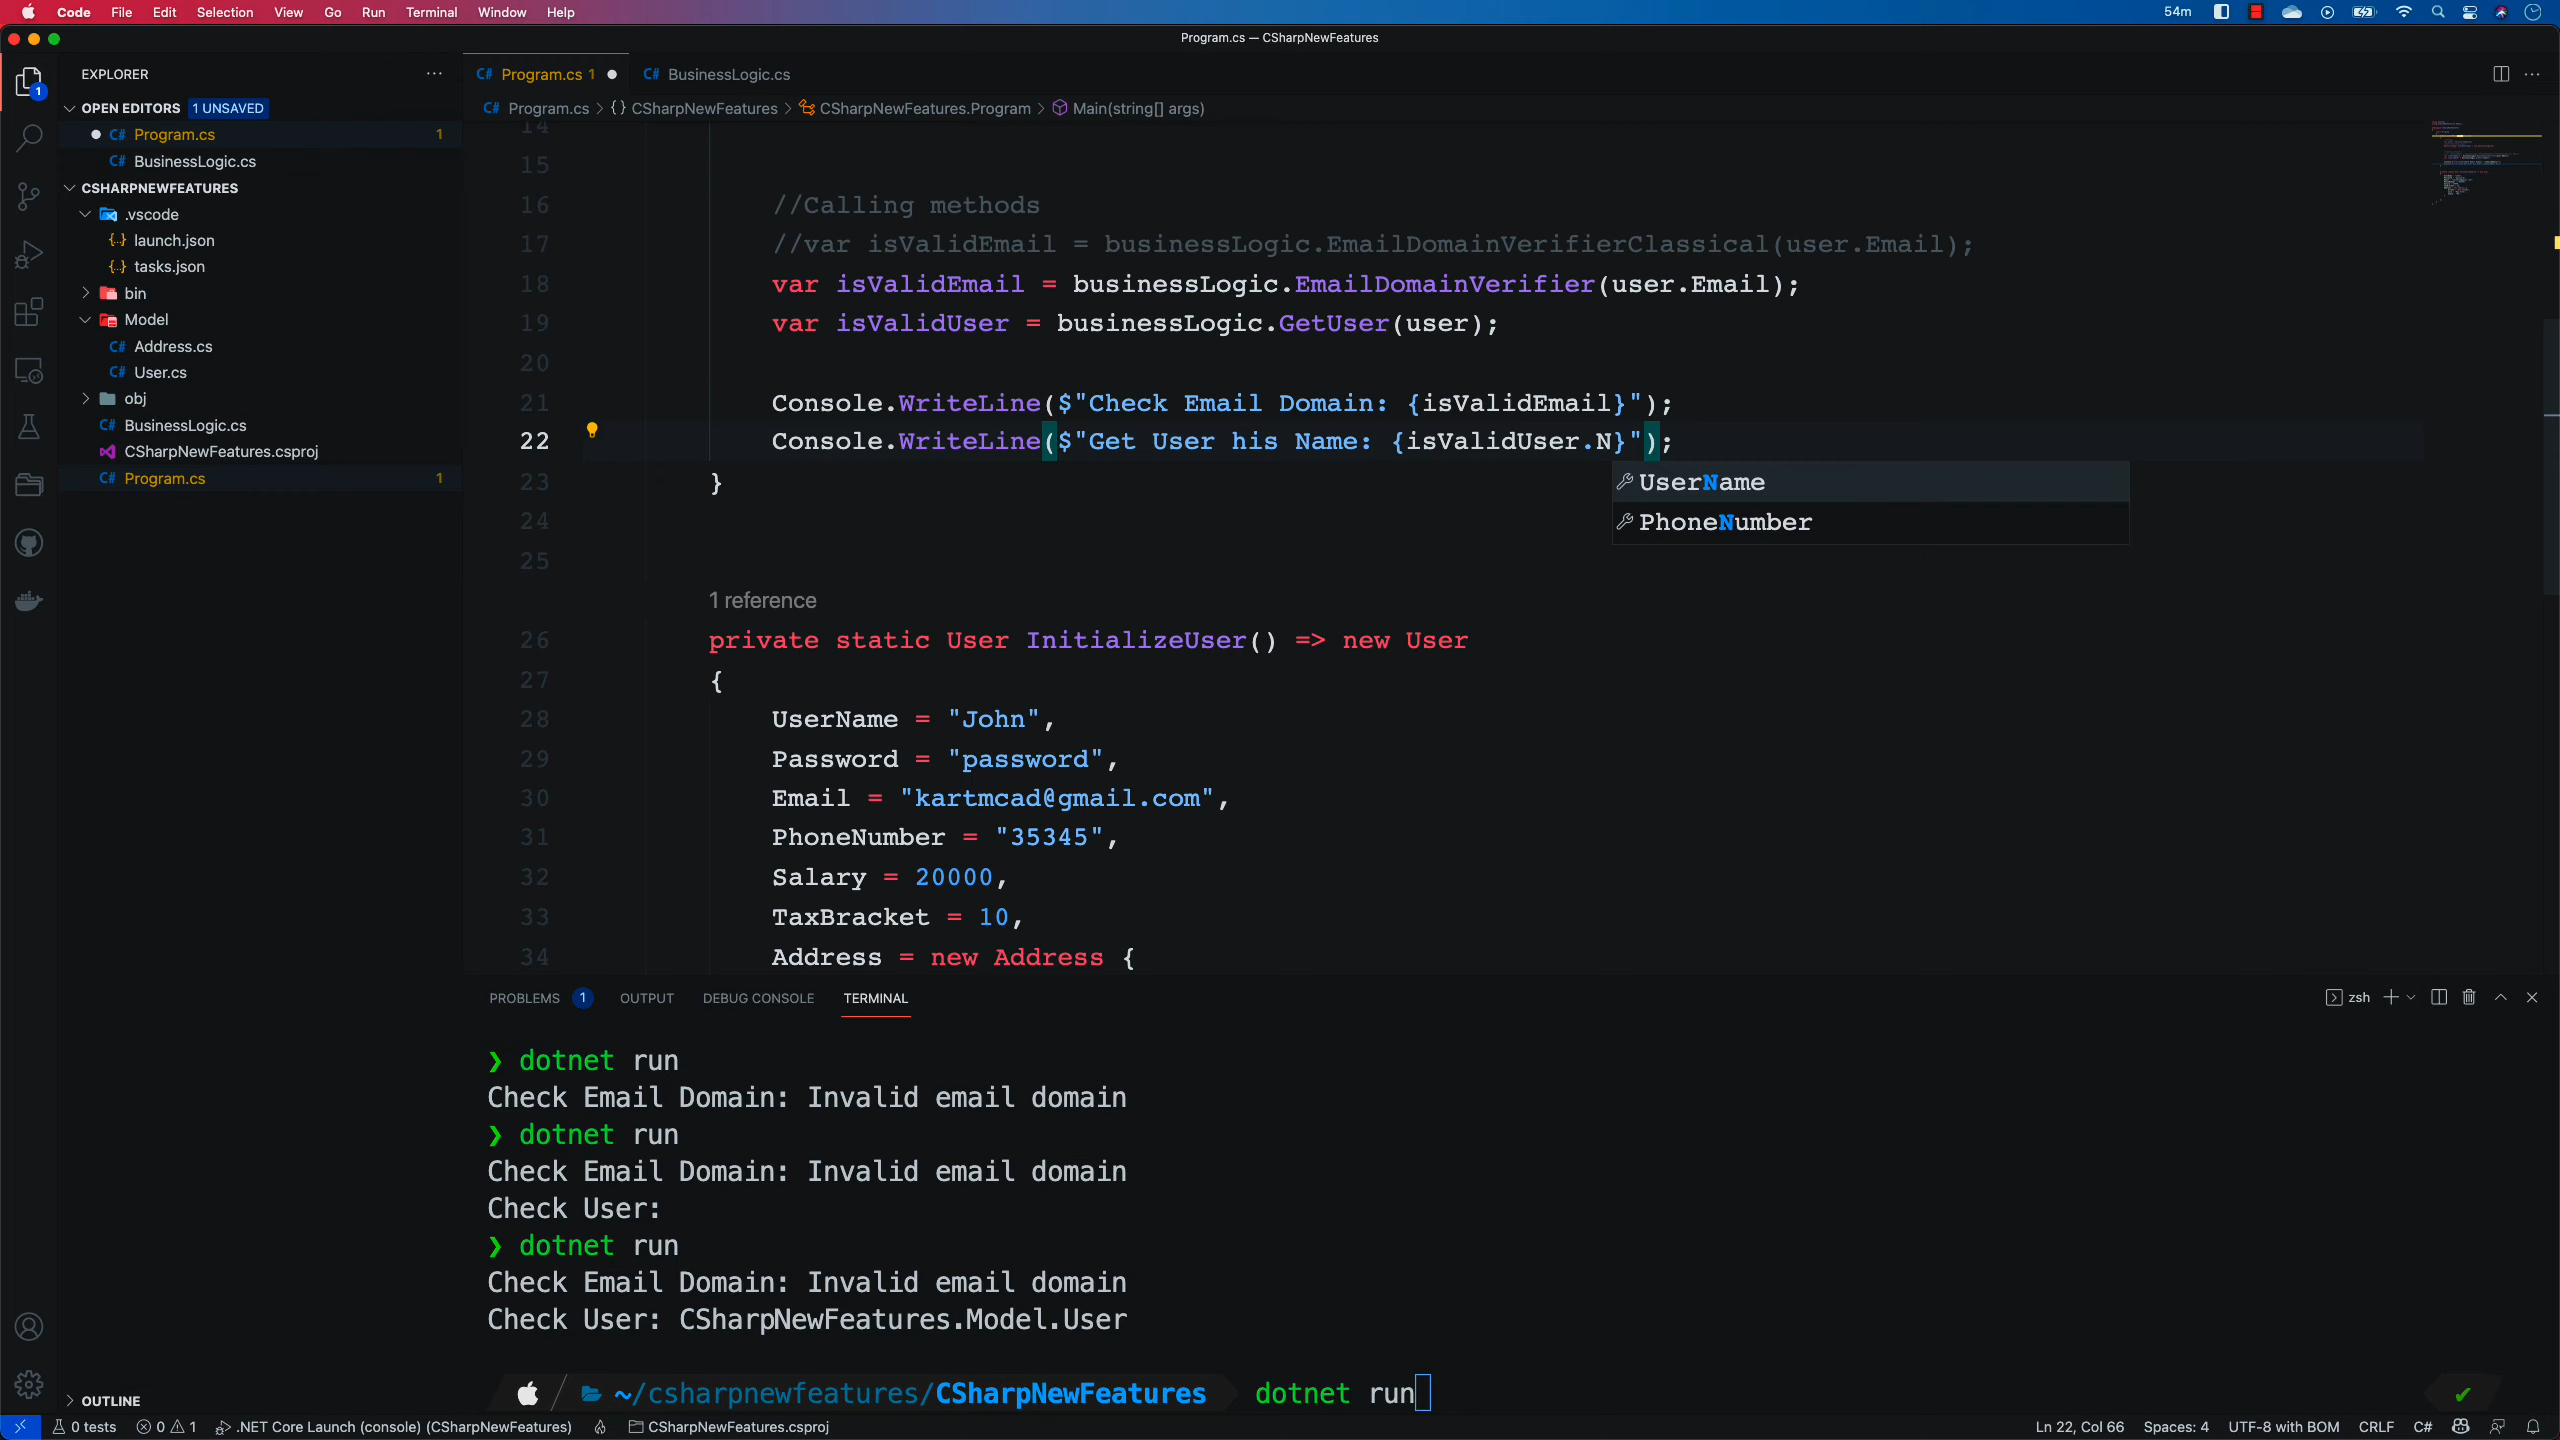 Code File Edit Selection View Go Run Terminal Window Help 54m
Program.cs — CSharpNewFeatures
EXPLORER
OPEN EDITORS 1 UNSAVED
Program.cs 1
BusinessLogic.cs
CSHARPNEWFEATURES
.vscode
launch.json
tasks.json
bin
Model
Address.cs
User.cs
obj
BusinessLogic.cs
CSharpNewFeatures.csproj
Program.cs 1
OUTLINE
1
C# Program.cs 1 C# BusinessLogic.cs
C# Program.cs > {} CSharpNewFeatures > CSharpNewFeatures.Program > Main(string[] args)
14
15
16 //Calling methods
17 //var isValidEmail = businessLogic.EmailDomainVerifierClassical(user.Email);
18 var isValidEmail = businessLogic.EmailDomainVerifier(user.Email);
19 var isValidUser = businessLogic.GetUser(user);
20
21 Console.WriteLine($"Check Email Domain: {isValidEmail}");
22 Console.WriteLine($"Get User his Name: {isValidUser.N}");
UserName
PhoneNumber
23 }
24
25
1 reference
26 private static User InitializeUser() => new User
27 {
28 UserName = "John",
29 Password = "password",
30 Email = "kartmcad@gmail.com",
31 PhoneNumber = "35345",
32 Salary = 20000,
33 TaxBracket = 10,
34 Address = new Address {
PROBLEMS 1 OUTPUT DEBUG CONSOLE TERMINAL zsh
❯ dotnet run
Check Email Domain: Invalid email domain
❯ dotnet run
Check Email Domain: Invalid email domain
Check User:
❯ dotnet run
Check Email Domain: Invalid email domain
Check User: CSharpNewFeatures.Model.User
~/csharpnewfeatures/CSharpNewFeatures dotnet run ✔
0 tests 0 1 .NET Core Launch (console) (CSharpNewFeatures) CSharpNewFeatures.csproj Ln 22, Col 66 Spaces: 4 UTF-8 with BOM CRLF C#